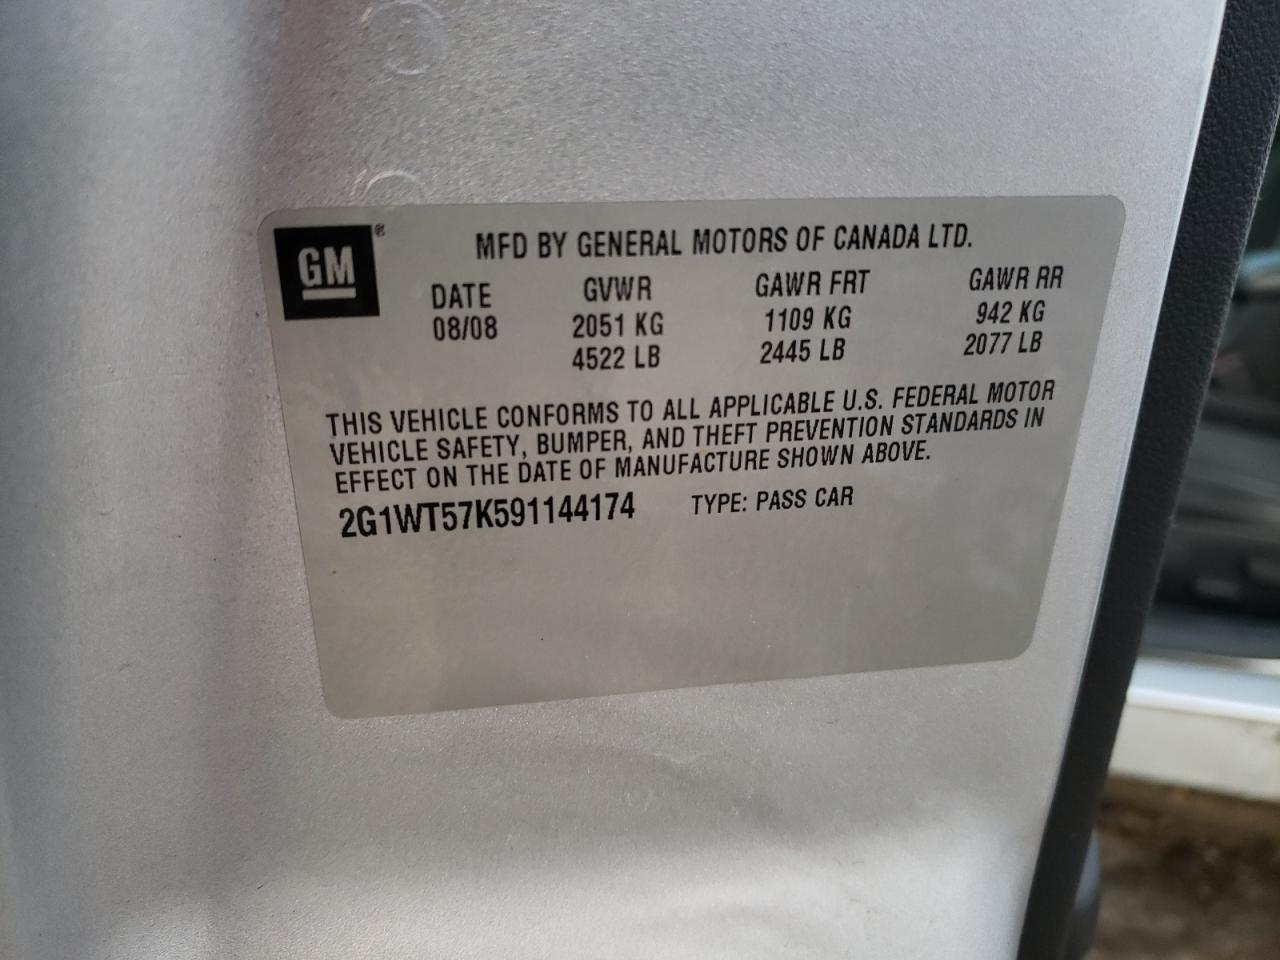 GM®
MFD BY GENERAL MOTORS OF CANADA LTD.
DATE GVWR GAWR FRT GAWR RR
08/08 2051 KG 1109 KG 942 KG
4522 LB 2445 LB 2077 LB
THIS VEHICLE CONFORMS TO ALL APPLICABLE U.S. FEDERAL MOTOR
VEHICLE SAFETY, BUMPER, AND THEFT PREVENTION STANDARDS IN
EFFECT ON THE DATE OF MANUFACTURE SHOWN ABOVE.
2G1WT57K591144174 TYPE: PASS CAR